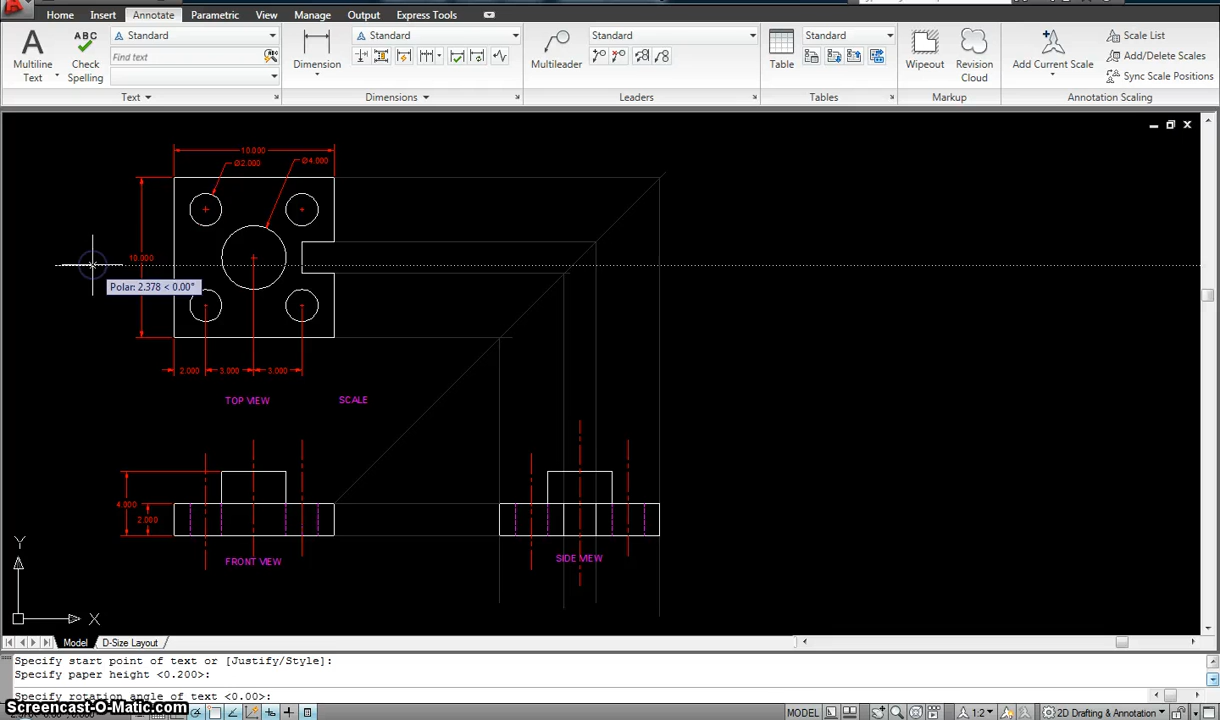 Home Insert Annotate Parametric View Manage Output Express Tools
Standard Standard Standard Standard Scale List
Find text
Add/Delete Scales
Multiline Text
Check Spelling
Dimension
Multileader
Table
Wipeout
Revision Cloud
Add Current Scale
Sync Scale Positions
Text Dimensions Leaders Tables Markup Annotation Scaling
10.000
Ø2.000
Ø4.000
10.000
Polar: 2.378 < 0.00°
2.000 3.000 3.000
TOP VIEW SCALE
4.000
2.000
FRONT VIEW SIDE VIEW
Y
X
Model D-Size Layout
Specify start point of text or [Justify/Style]:
Specify paper height <0.200>:
Specify rotation angle of text <0.00>:
Screencast-O-Matic.com
MODEL 1:2 2D Drafting & Annotation